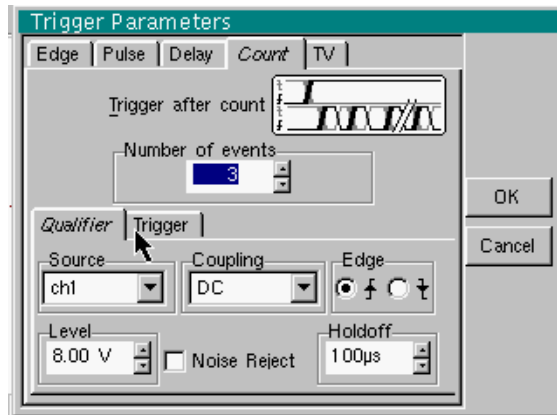 Trigger Parameters
Edge Pulse Delay Count TV
Trigger after count
Number of events
3
Qualifier Trigger
Source Coupling Edge
ch1 DC
Level Holdoff
8.00 V Noise Reject 100µs
OK
Cancel